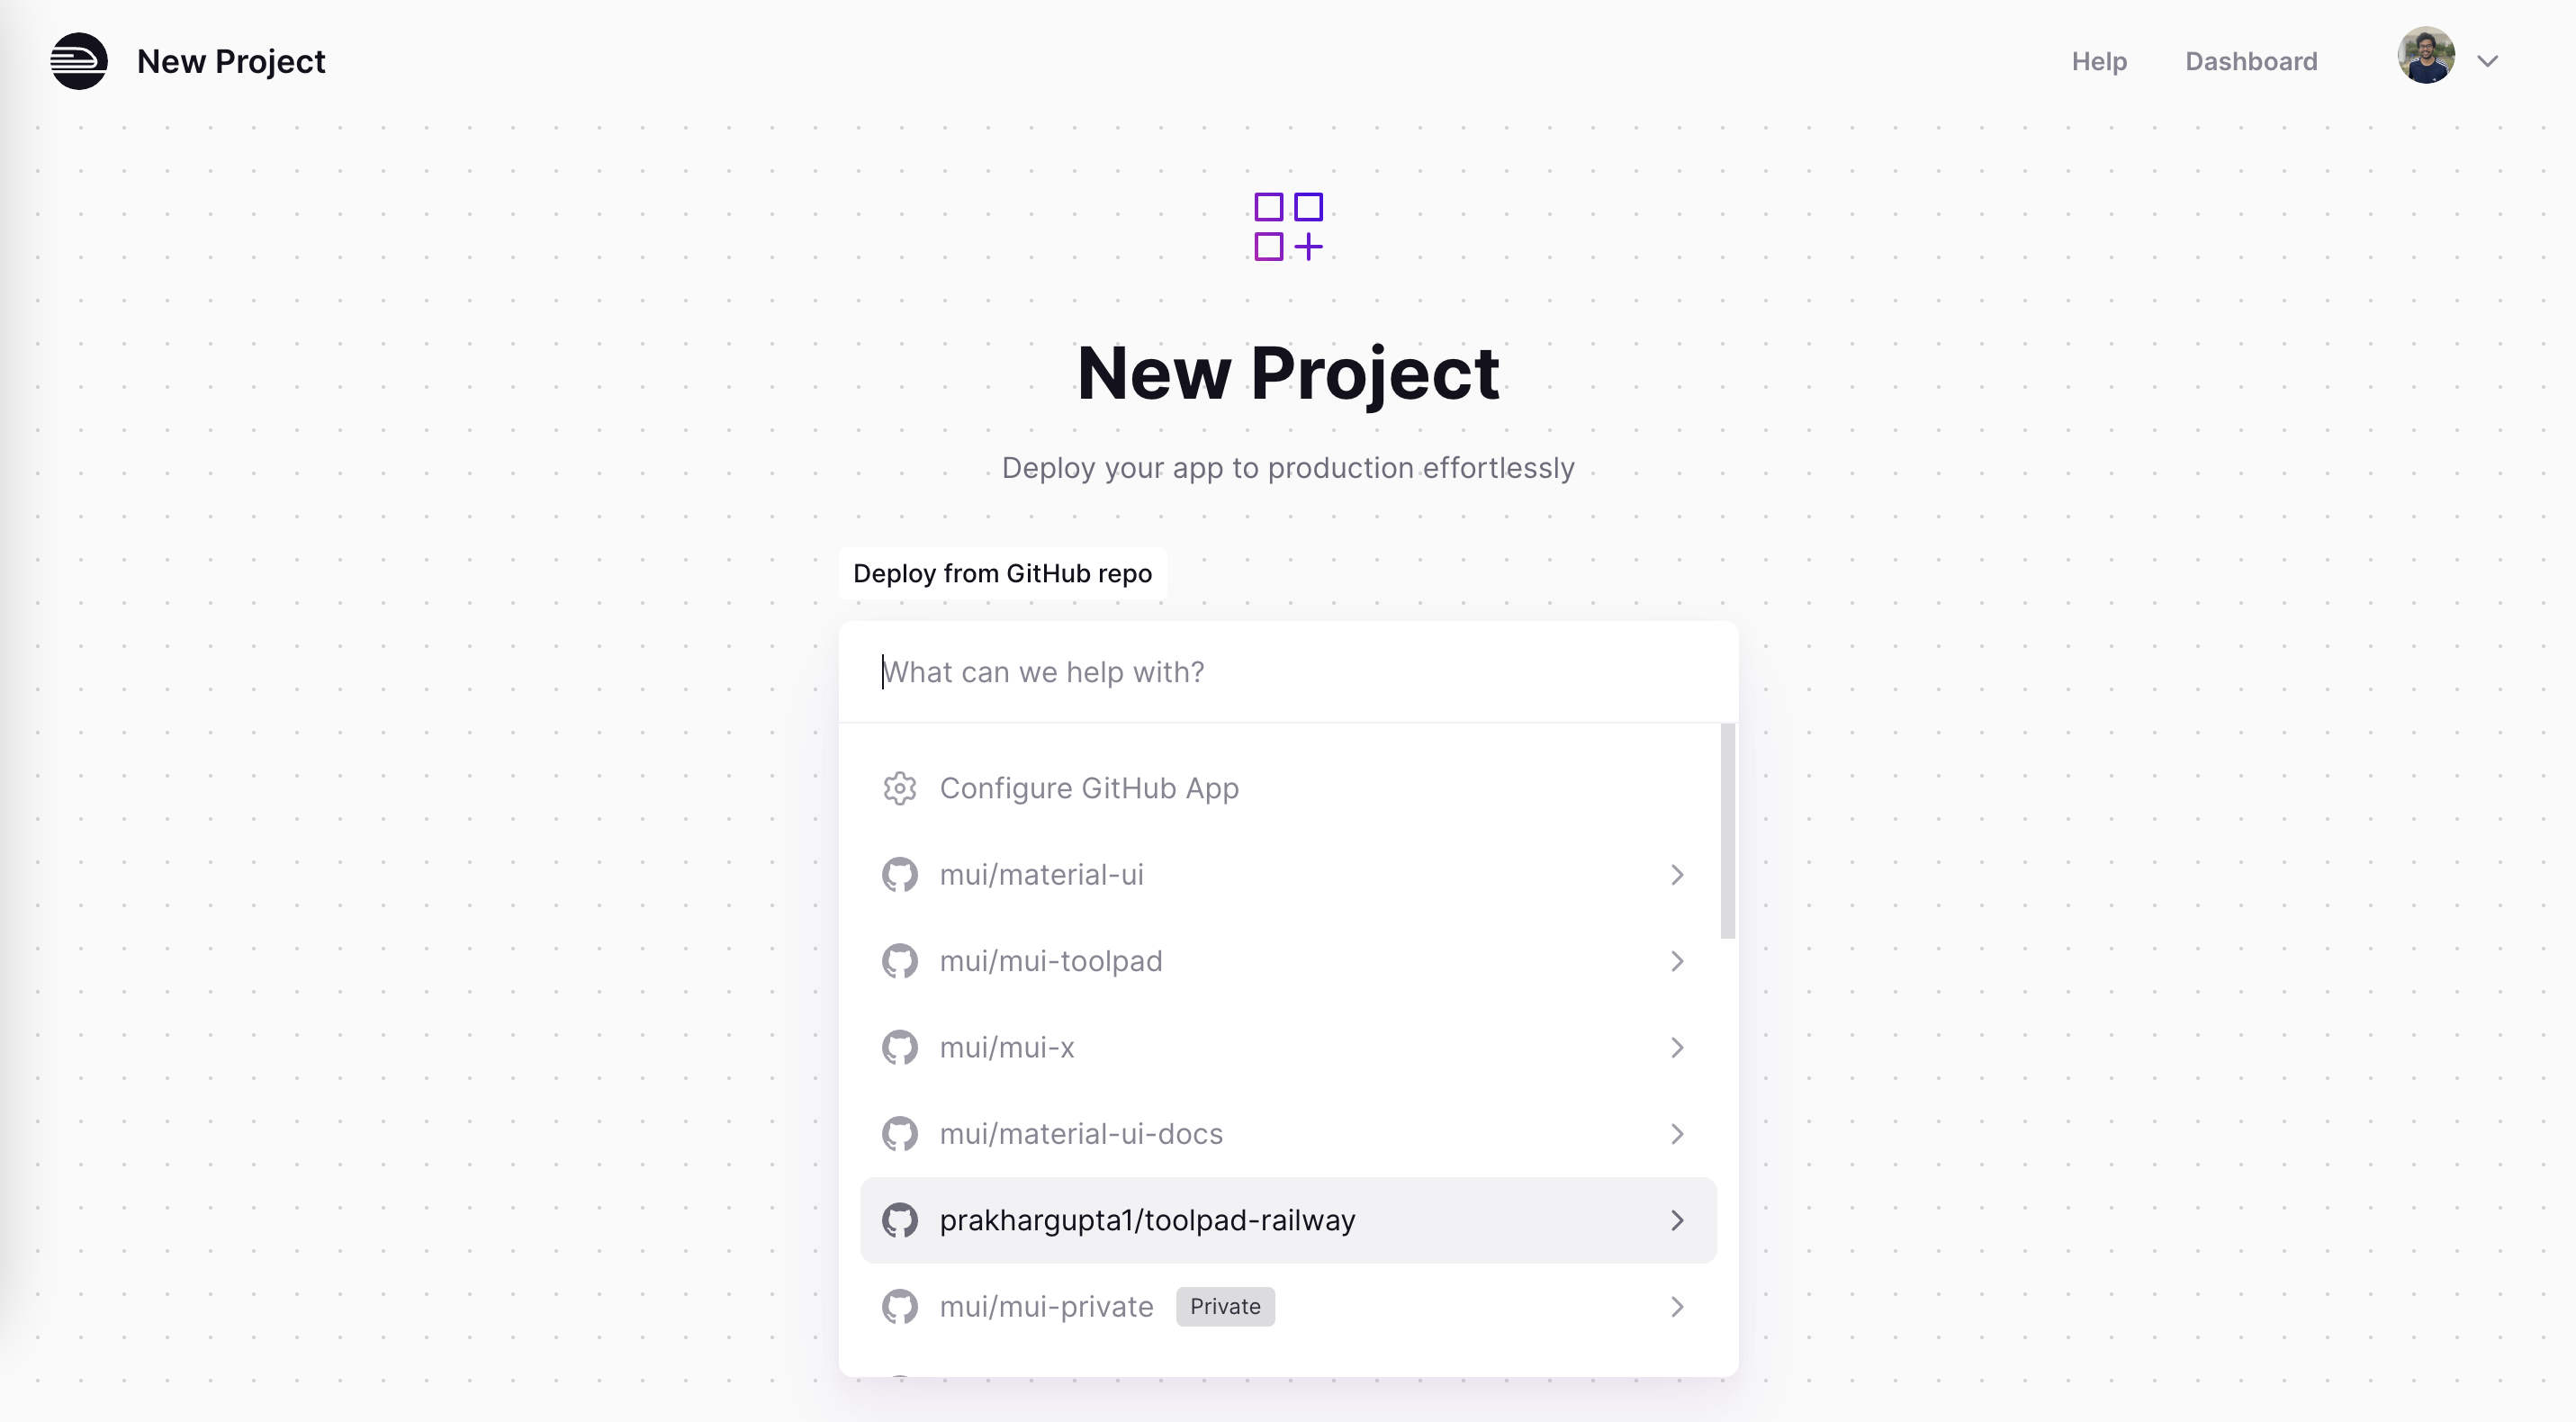 New Project
Help
Dashboard
New Project
Deploy your app to production effortlessly
Deploy from GitHub repo
What can we help with?
Configure GitHub App
mui/material-ui
mui/mui-toolpad
mui/mui-x
mui/material-ui-docs
prakhargupta1/toolpad-railway
mui/mui-private Private